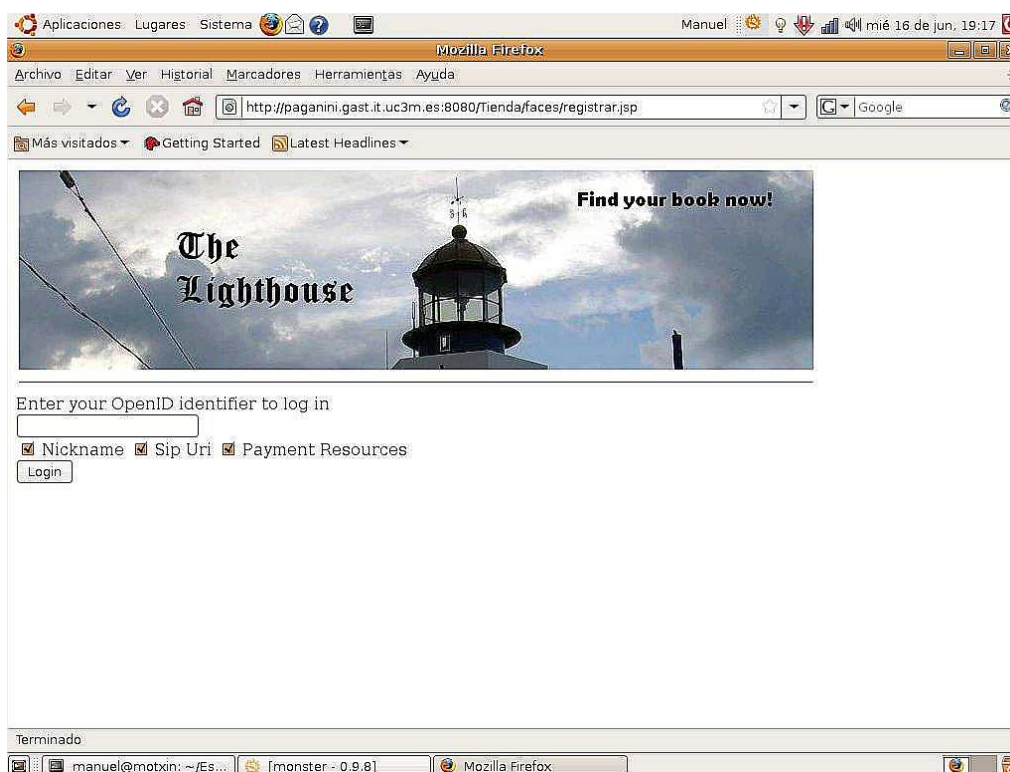 Aplicaciones Lugares Sistema Manuel mié 16 de jun, 19:17
Mozilla Firefox
Archivo Editar Ver Historial Marcadores Herramientas Ayuda
http://paganini.gast.it.uc3m.es:8080/Tienda/faces/registrar.jsp G Google
Más visitados Getting Started Latest Headlines
Find your book now!
The
Lighthouse
Enter your OpenID identifier to log in
Nickname Sip Uri Payment Resources
Login
Terminado
manuel@motxin: ~/Es... [monster - 0.9.8] Mozilla Firefox